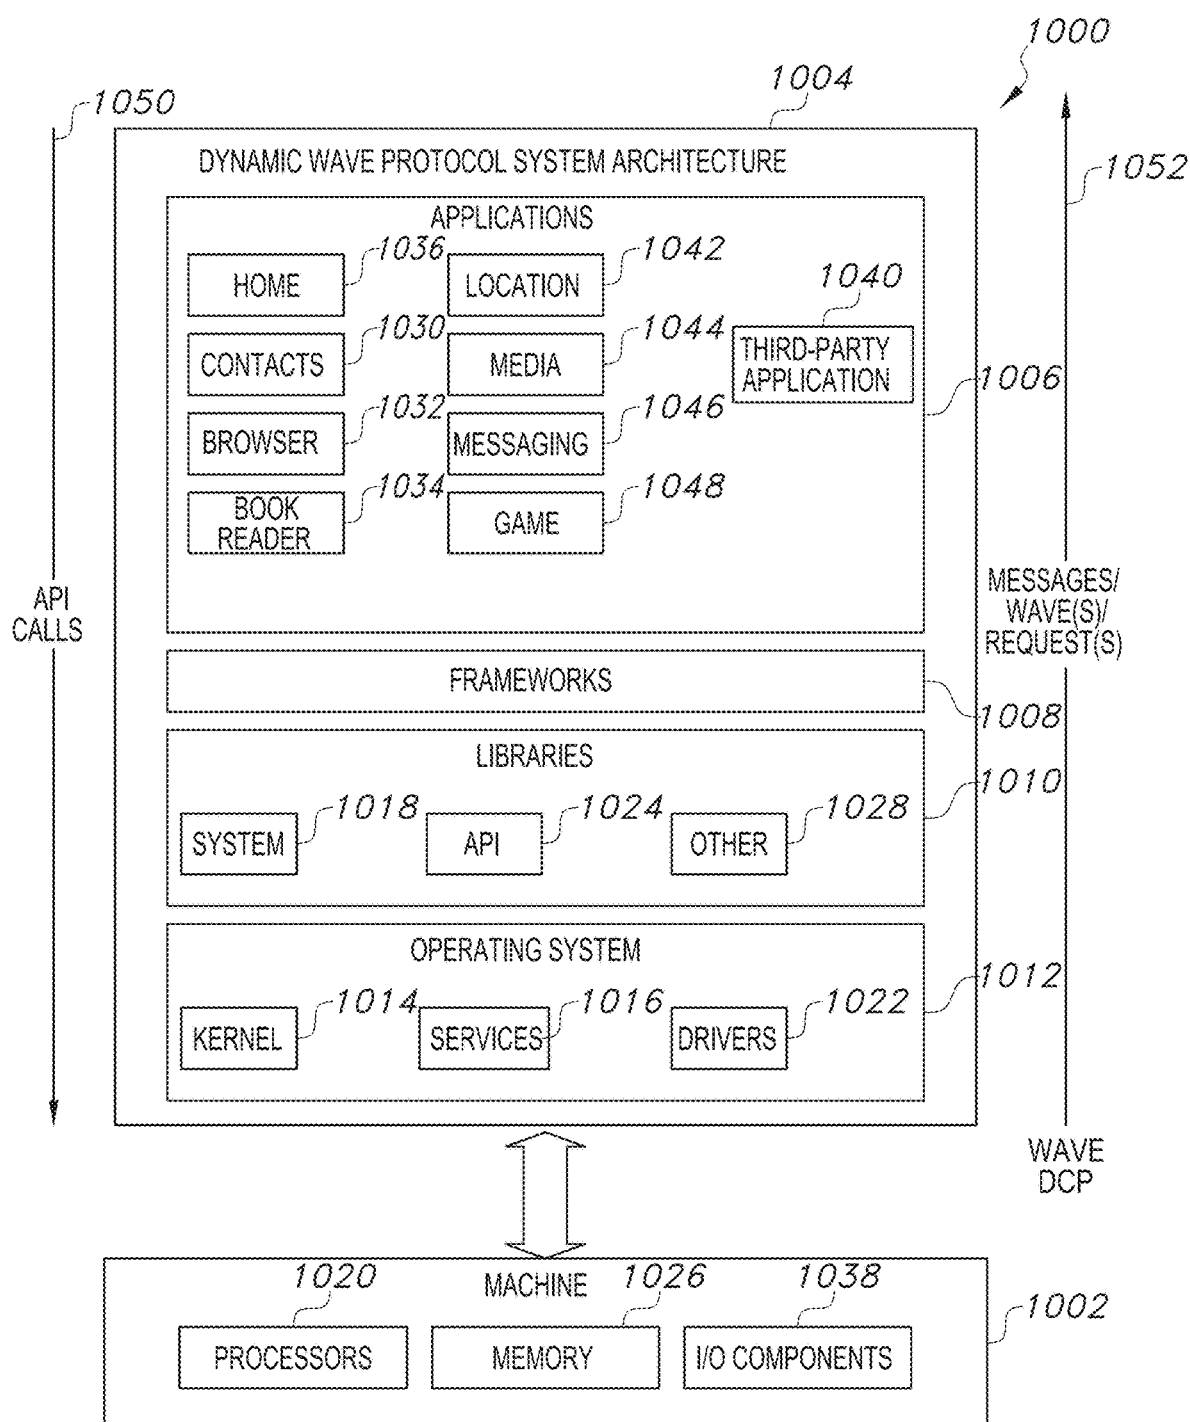 1000
1004
1050
DYNAMIC WAVE PROTOCOL SYSTEM ARCHITECTURE
1052
APPLICATIONS
1036
1042
HOME
LOCATION
1040
1030
1044
CONTACTS
MEDIA
THIRD-PARTY
APPLICATION
1006
1032
1046
BROWSER
MESSAGING
1034
1048
BOOK
READER
GAME
API
CALLS
MESSAGES/
WAVE(S)/
REQUEST(S)
FRAMEWORKS
1008
LIBRARIES
1010
1018
1024
1028
SYSTEM
API
OTHER
OPERATING SYSTEM
1012
1014
1016
1022
KERNEL
SERVICES
DRIVERS
WAVE
DCP
MACHINE
1020
1026
1038
1002
PROCESSORS
MEMORY
I/O COMPONENTS